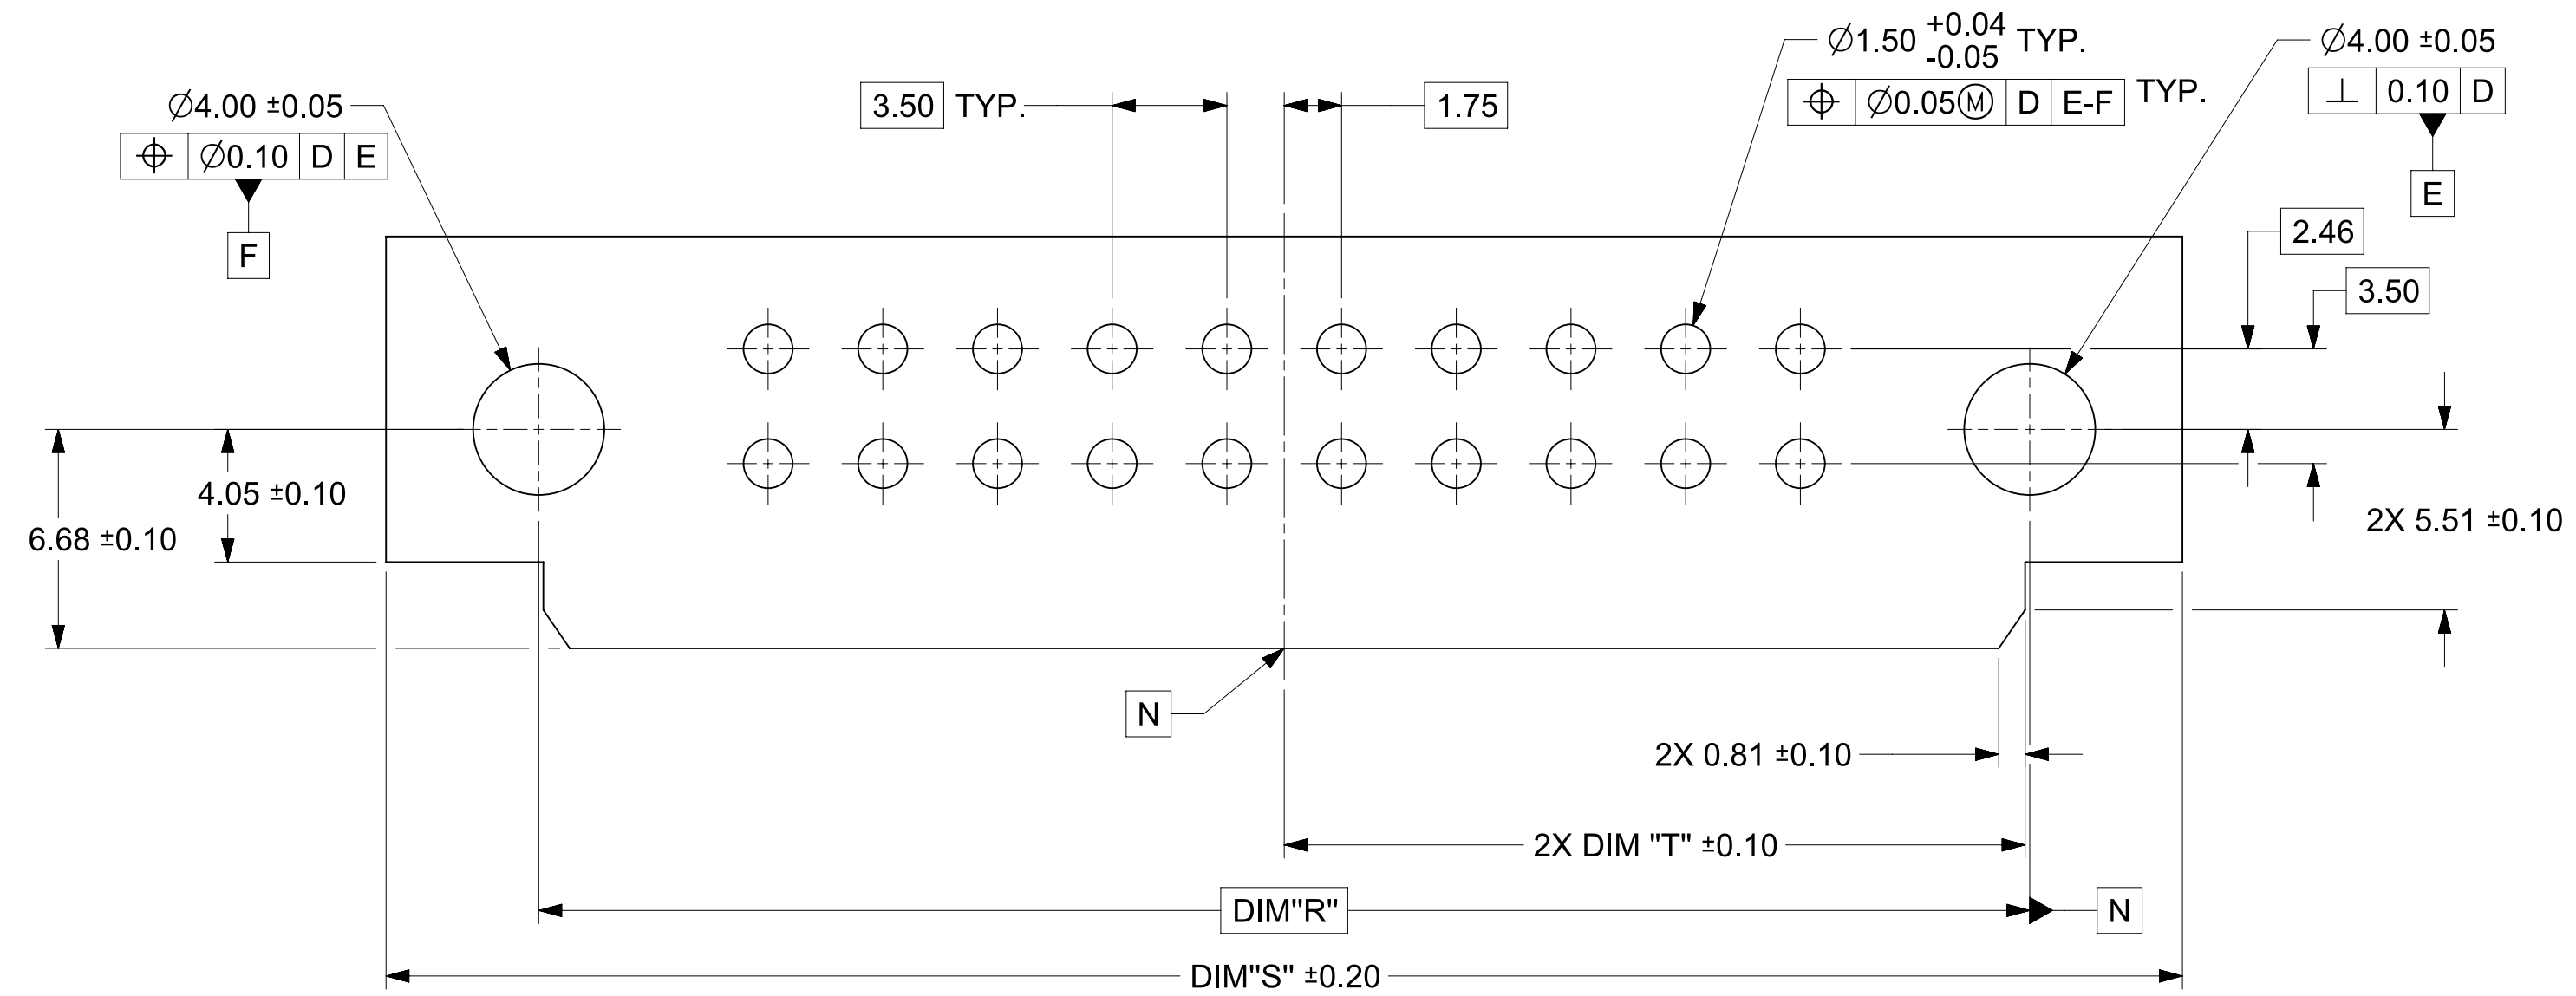 ∅4.00 ±0.05
⌖ ∅0.10 D E
F
3.50 TYP.
1.75
∅1.50 +0.04 -0.05 TYP.
⌖ ∅0.05Ⓜ D E-F TYP.
∅4.00 ±0.05
⊥ 0.10 D
E
2.46
3.50
4.05 ±0.10
6.68 ±0.10
2X 5.51 ±0.10
N
2X 0.81 ±0.10
2X DIM "T" ±0.10
DIM"R"
N
DIM"S" ±0.20